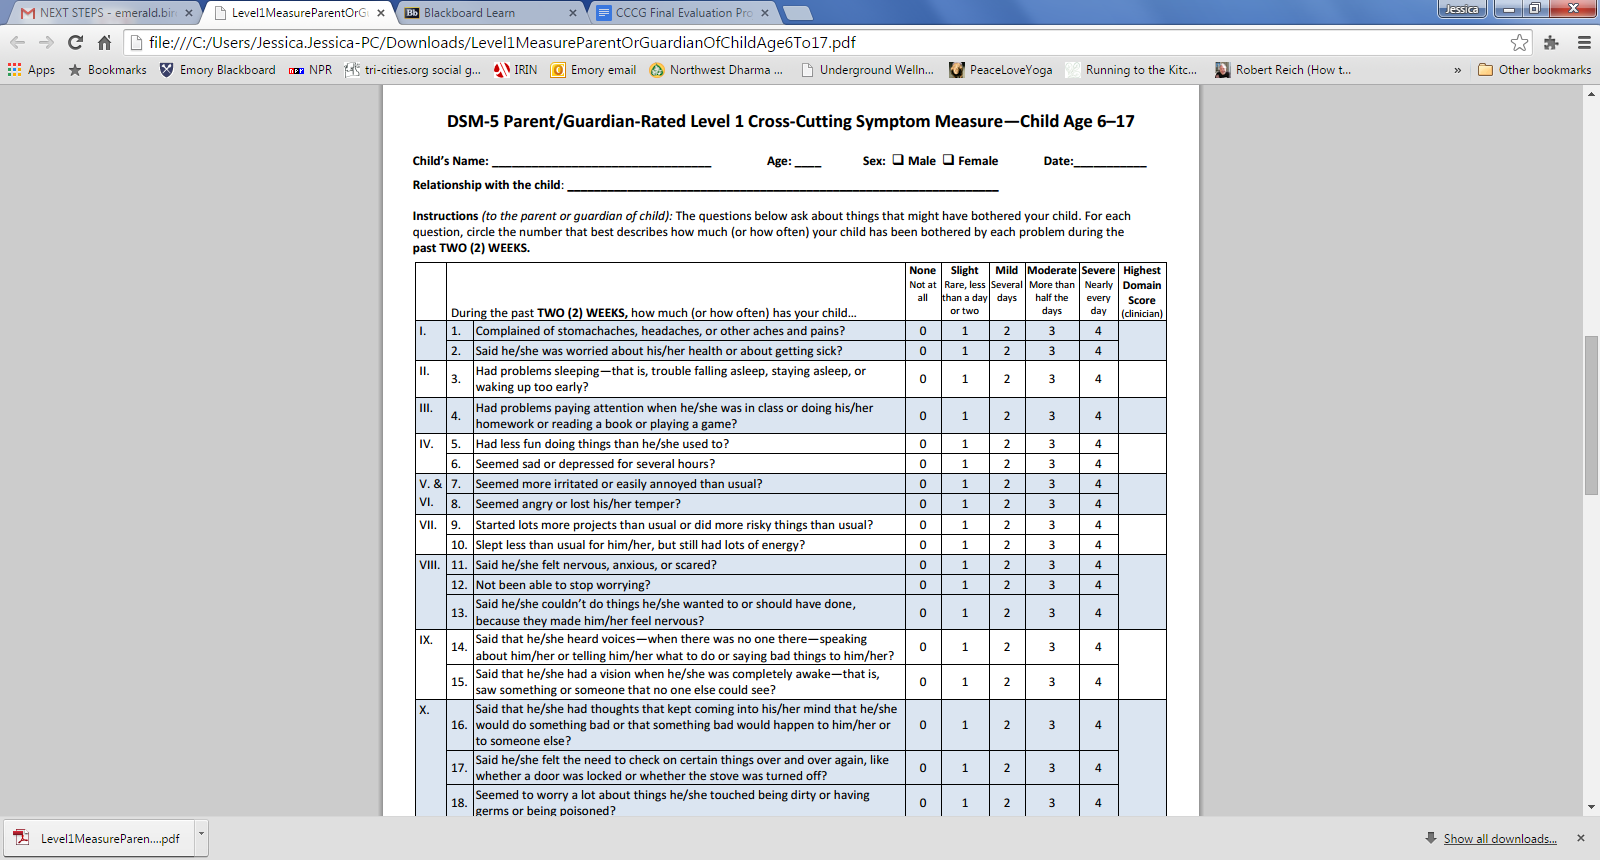 NEXT STEPS - emerald.bir
Level1MeasureParentOrGu
Bb Blackboard Learn
CCCG Final Evaluation Pro
Jessica
file:///C:/Users/Jessica.Jessica-PC/Downloads/Level1MeasureParentOrGuardianOfChildAge6To17.pdf
Apps Bookmarks Emory Blackboard npr NPR tri-cities.org social g... IRIN Emory email Northwest Dharma ... Underground Welln... PeaceLoveYoga Running to the Kitc... Robert Reich (How t... » Other bookmarks
DSM-5 Parent/Guardian-Rated Level 1 Cross-Cutting Symptom Measure—Child Age 6–17
Child's Name: ________________ Age: ____ Sex: ❑ Male ❑ Female Date:___________
Relationship with the child: ________________
Instructions (to the parent or guardian of child): The questions below ask about things that might have bothered your child. For each
question, circle the number that best describes how much (or how often) your child has been bothered by each problem during the
past TWO (2) WEEKS.
During the past TWO (2) WEEKS, how much (or how often) has your child…
None Not at all
Slight Rare, less than a day or two
Mild Several days
Moderate More than half the days
Severe Nearly every day
Highest Domain Score (clinician)
I. 1. Complained of stomachaches, headaches, or other aches and pains? 0 1 2 3 4
2. Said he/she was worried about his/her health or about getting sick? 0 1 2 3 4
II. 3. Had problems sleeping—that is, trouble falling asleep, staying asleep, or
waking up too early? 0 1 2 3 4
III. 4. Had problems paying attention when he/she was in class or doing his/her
homework or reading a book or playing a game? 0 1 2 3 4
IV. 5. Had less fun doing things than he/she used to? 0 1 2 3 4
6. Seemed sad or depressed for several hours? 0 1 2 3 4
V. & 7. Seemed more irritated or easily annoyed than usual? 0 1 2 3 4
VI. 8. Seemed angry or lost his/her temper? 0 1 2 3 4
VII. 9. Started lots more projects than usual or did more risky things than usual? 0 1 2 3 4
10. Slept less than usual for him/her, but still had lots of energy? 0 1 2 3 4
VIII. 11. Said he/she felt nervous, anxious, or scared? 0 1 2 3 4
12. Not been able to stop worrying? 0 1 2 3 4
13. Said he/she couldn't do things he/she wanted to or should have done,
because they made him/her feel nervous? 0 1 2 3 4
IX. 14. Said that he/she heard voices—when there was no one there—speaking
about him/her or telling him/her what to do or saying bad things to him/her? 0 1 2 3 4
15. Said that he/she had a vision when he/she was completely awake—that is,
saw something or someone that no one else could see? 0 1 2 3 4
X. 16. Said that he/she had thoughts that kept coming into his/her mind that he/she
would do something bad or that something bad would happen to him/her or
to someone else? 0 1 2 3 4
17. Said he/she felt the need to check on certain things over and over again, like
whether a door was locked or whether the stove was turned off? 0 1 2 3 4
18. Seemed to worry a lot about things he/she touched being dirty or having
germs or being poisoned? 0 1 2 3 4
Level1MeasureParen....pdf
Show all downloads...